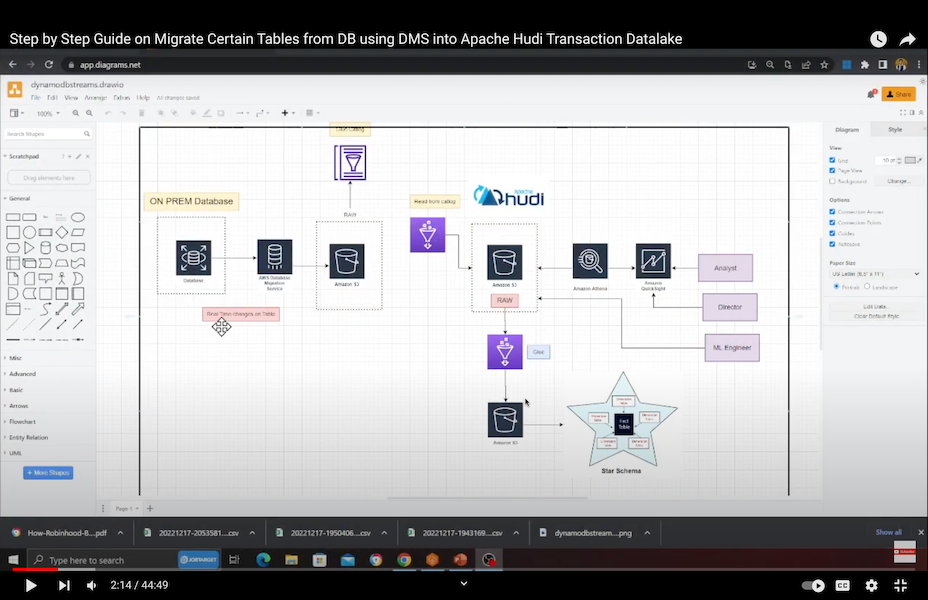 Step by Step Guide on Migrate Certain Tables from DB using DMS into Apache Hudi Transaction Datalake
app.diagrams.net
dynamodbstreams.drawio
File Edit View Arrange Extras Help All changes saved
Share
100%
Search Shapes
Scratchpad
Drag elements here
General
Misc
Advanced
Basic
Arrows
Flowchart
Entity Relation
UML
+ More Shapes
ON PREM Database
Database
AWS Database
Migration
Service
Real Time changes on Table
RAW
Amazon S3
Read from catlog
APACHE
hudi
Amazon S3
RAW
Amazon Athena
Amazon
QuickSight
Analyst
Director
ML Engineer
Glue
Amazon S3
Fact
Table
Star Schema
Diagram Style
View
Grid 10 pt
Page View
Background Change...
Options
Connection Arrows
Connection Points
Guides
Autosave
Paper Size
US-Letter (8,5" x 11")
Portrait Landscape
Edit Data...
Clear Default Style
Page-1
How-Robinhood-B....pdf
20221217-2053581....csv
20221217-1950406....csv
20221217-1943169....csv
dynamodbstream....png
Show all
Type here to search
JOBTARGET
2:14 / 44:49
CC